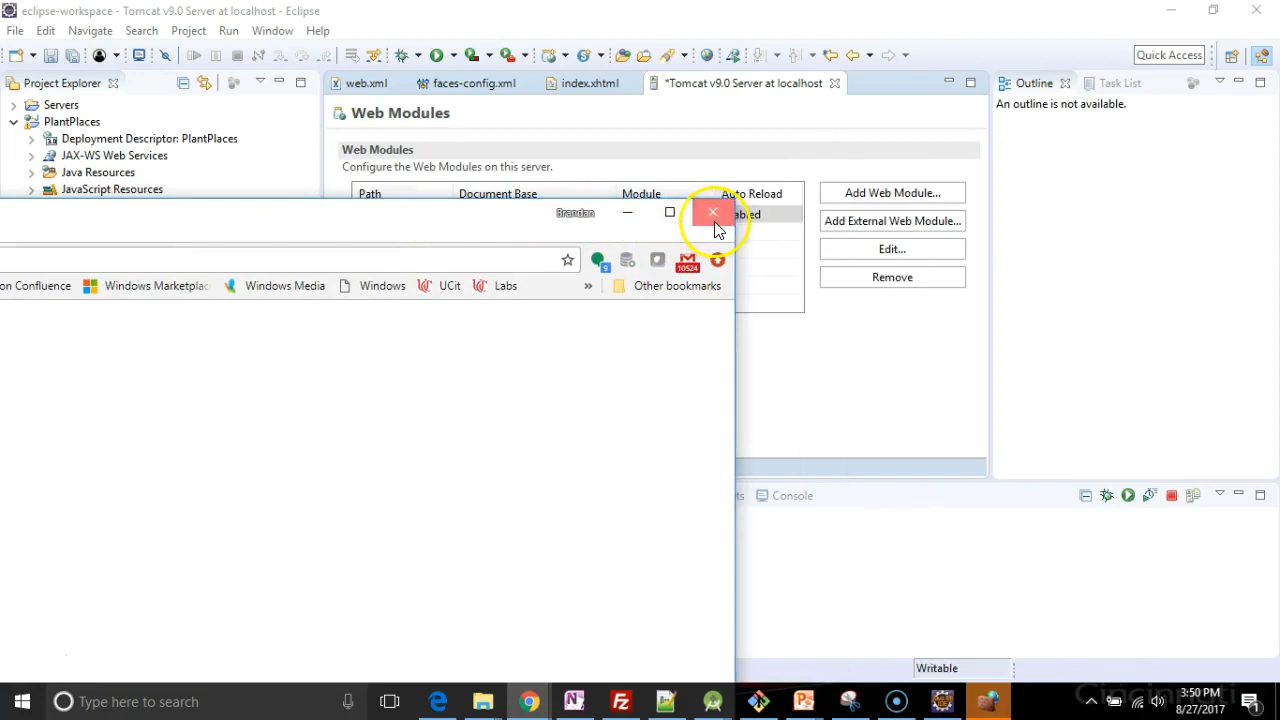 eclipse-workspace - Tomcat v9.0 Server at localhost - Eclipse
File Edit Navigate Search Project Run Window Help
Quick Access
Project Explorer
web.xml faces-config.xml index.xhtml *Tomcat v9.0 Server at localhost
Outline Task List
Servers
PlantPlaces
Deployment Descriptor: PlantPlaces
JAX-WS Web Services
Java Resources
JavaScript Resources
Web Modules
Web Modules
Configure the Web Modules on this server.
Path Document Base Module Auto Reload
Add Web Module...
Add External Web Module...
Edit...
Remove
An outline is not available.
Brandan
9
10524
on Confluence Windows Marketplac Windows Media Windows UCit Labs » Other bookmarks
Console
Writable
Cincinnati
Type here to search
3:50 PM
8/27/2017
1